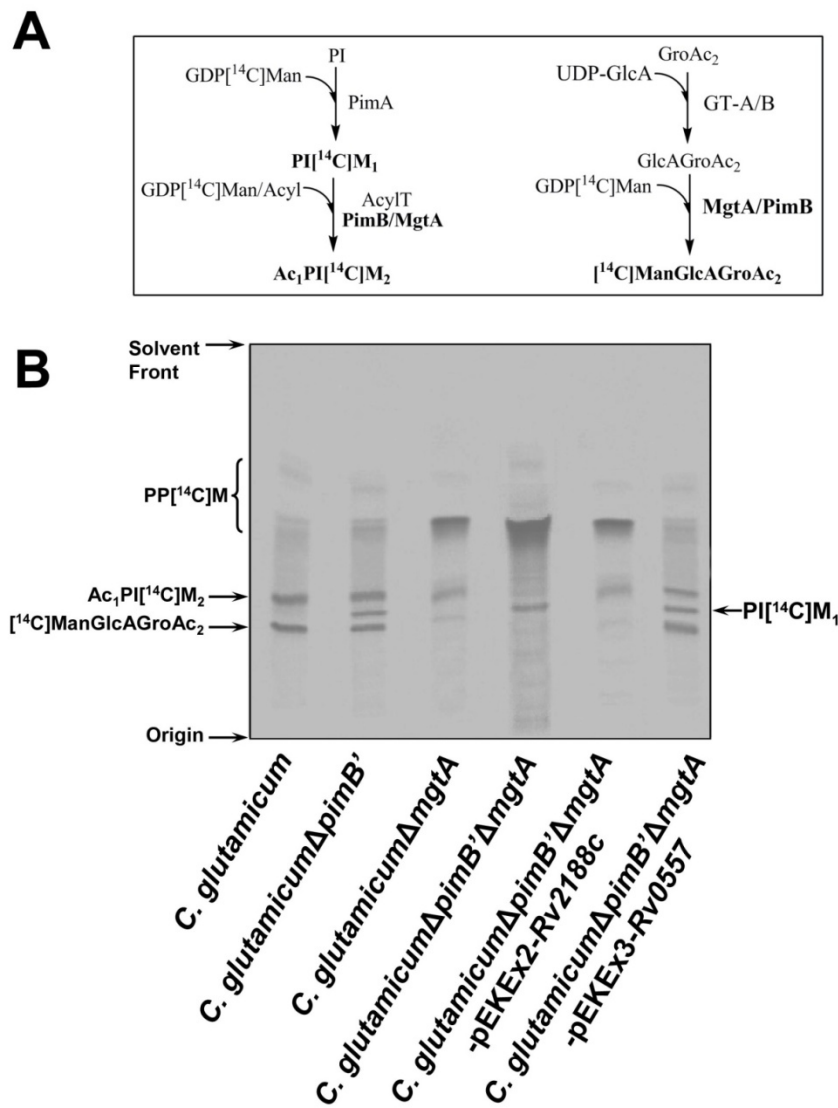 A
PI
GDP[¹⁴C]Man
PimA
PI[¹⁴C]M₁
GDP[¹⁴C]Man/Acyl
AcylT
PimB/MgtA
Ac₁PI[¹⁴C]M₂
GroAc₂
UDP-GlcA
GT-A/B
GlcAGroAc₂
GDP[¹⁴C]Man
MgtA/PimB
[¹⁴C]ManGlcAGroAc₂
B
Solvent
Front
PP[¹⁴C]M
Ac₁PI[¹⁴C]M₂
[¹⁴C]ManGlcAGroAc₂
Origin
PI[¹⁴C]M₁
C. glutamicum
C. glutamicumΔpimB'
C. glutamicumΔmgtA
C. glutamicumΔpimB'ΔmgtA
C. glutamicumΔpimB'ΔmgtA
-pEKEx2-Rv2188c
C. glutamicumΔpimB'ΔmgtA
-pEKEx3-Rv0557